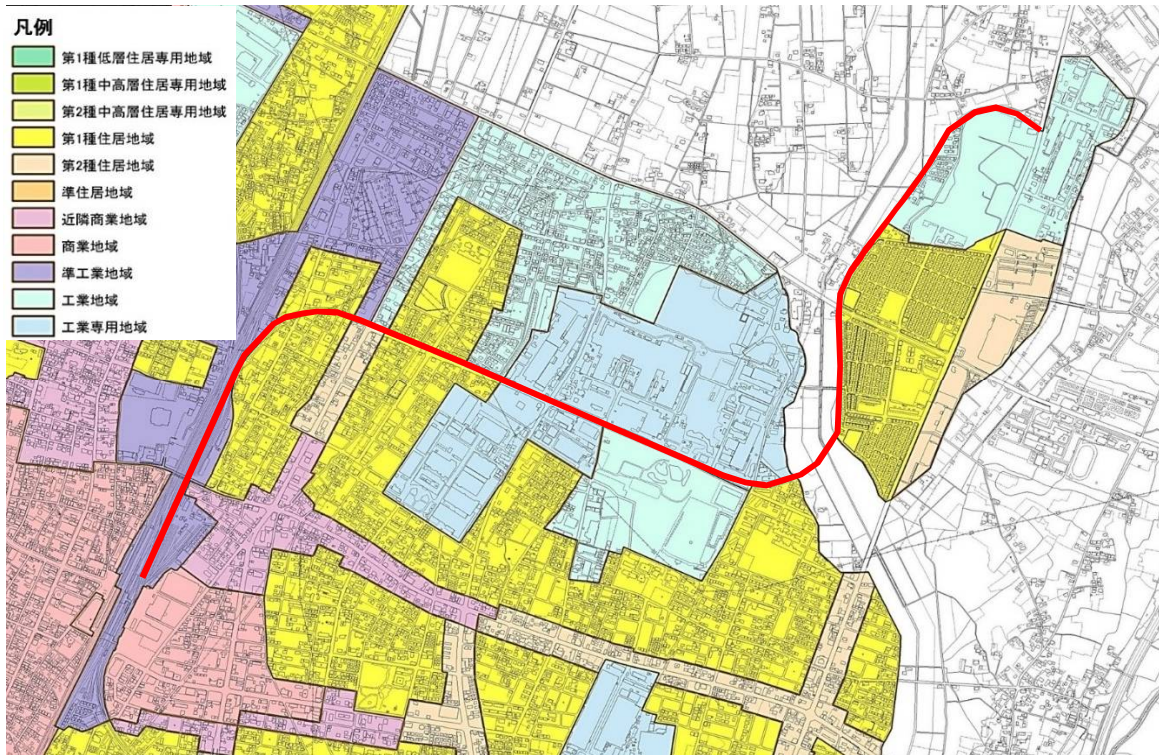 凡例
第1種低層住居専用地域
第1種中高層住居専用地域
第2種中高層住居専用地域
第1種住居地域
第2種住居地域
準住居地域
近隣商業地域
商業地域
準工業地域
工業地域
工業専用地域